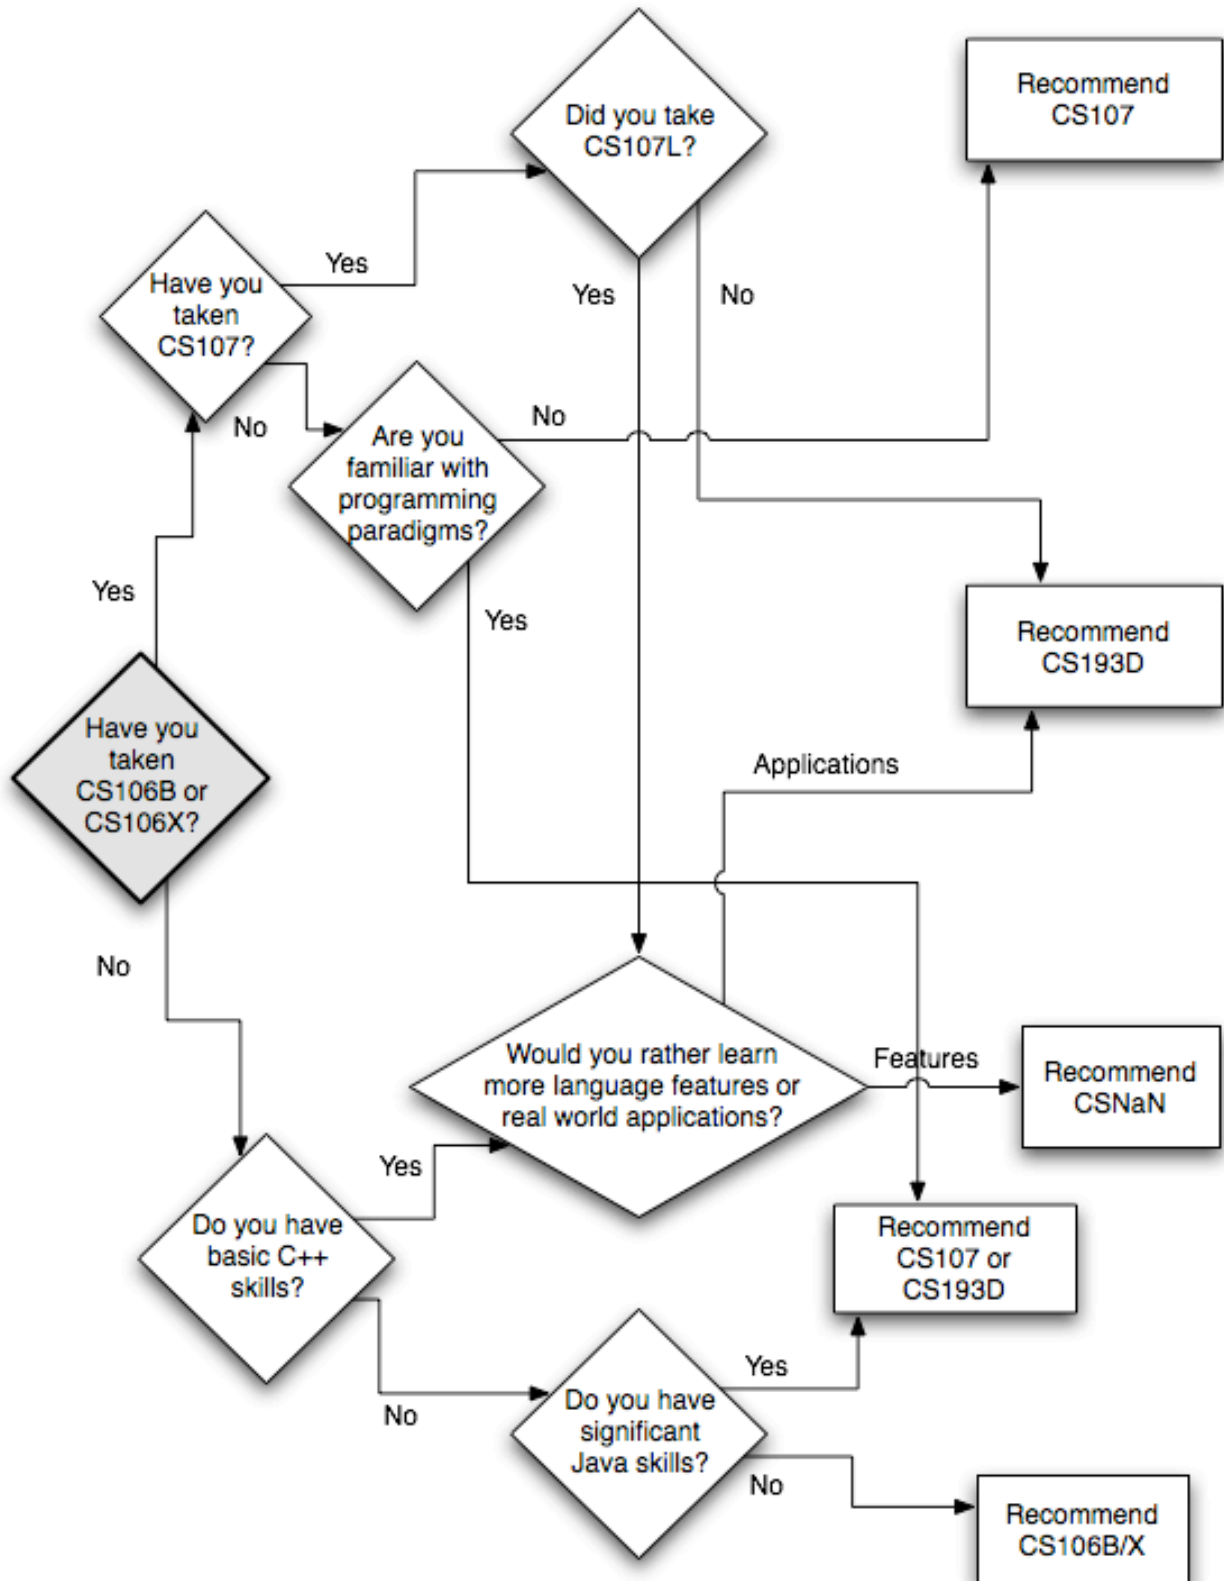 Did you take
CS107L?
Recommend
CS107
Yes
Have you
taken
CS107?
Yes
No
No
No
Are you
familiar with
programming
paradigms?
Yes
Yes
Recommend
CS193D
Have you
taken
CS106B or
CS106X?
Applications
No
Would you rather learn
more language features or
real world applications?
Features
Recommend
CSNaN
Yes
Do you have
basic C++
skills?
Recommend
CS107 or
CS193D
No
Yes
Do you have
significant
Java skills?
No
Recommend
CS106B/X